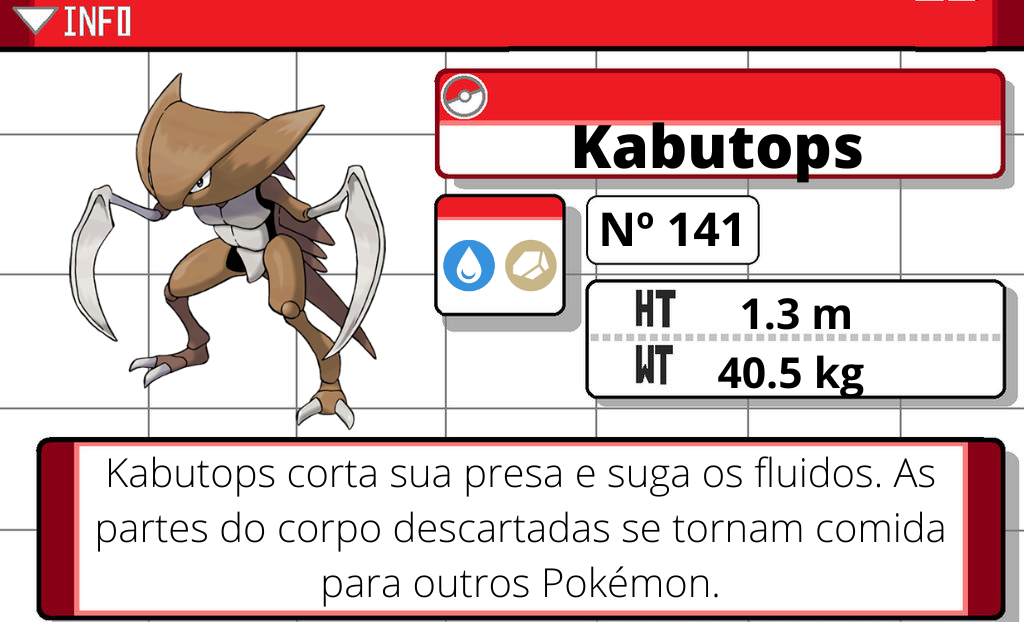 INFO
Kabutops
Nº 141
HT 1.3 m
WT 40.5 kg
Kabutops corta sua presa e suga os fluidos. As
partes do corpo descartadas se tornam comida
para outros Pokémon.